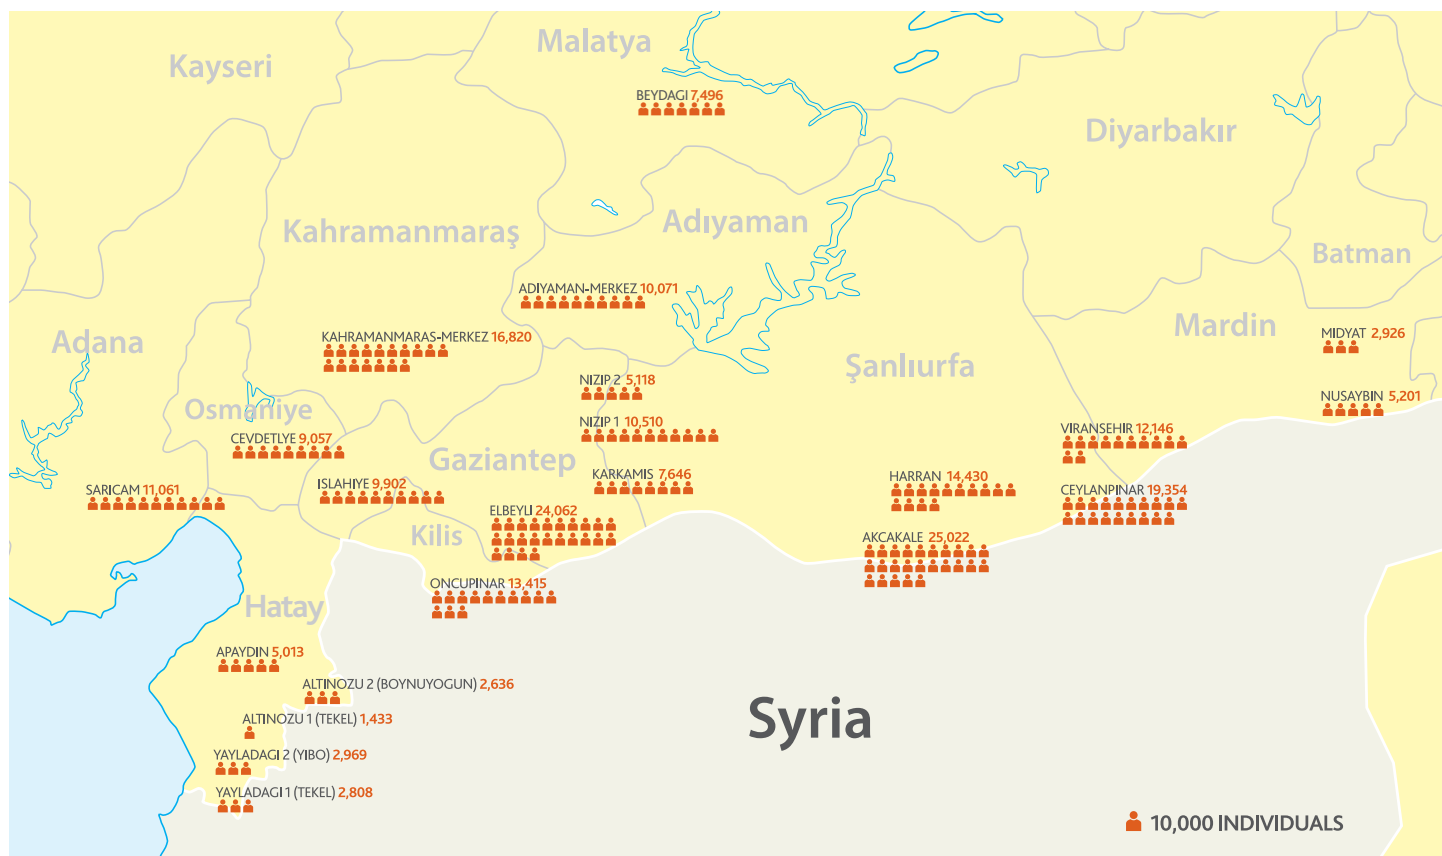 Malatya
Kayseri
BEYDAGI 7,496
Diyarbakır
Kahramanmaraş
Adıyaman
Batman
ADIYAMAN-MERKEZ 10,071
Mardin
Adana
KAHRAMANMARAS-MERKEZ 16,820
MIDYAT 2,926
Şanlıurfa
NIZIP 2 5,118
NUSAYBIN 5,201
Osmaniye
NIZIP 1 10,510
VIRANSEHIR 12,146
CEVDETLYE 9,057
Gaziantep
KARKAMIS 7,646
HARRAN 14,430
ISLAHIYE 9,902
SARICAM 11,061
CEYLANPINAR 19,354
ELBEYLI 24,062
Kilis
AKCAKALE 25,022
ONCUPINAR 13,415
Hatay
APAYDIN 5,013
ALTINOZU 2 (BOYNUYOGUN) 2,636
ALTINOZU 1 (TEKEL) 1,433
Syria
YAYLADAGI 2 (YIBO) 2,969
YAYLADAGI 1 (TEKEL) 2,808
10,000 INDIVIDUALS